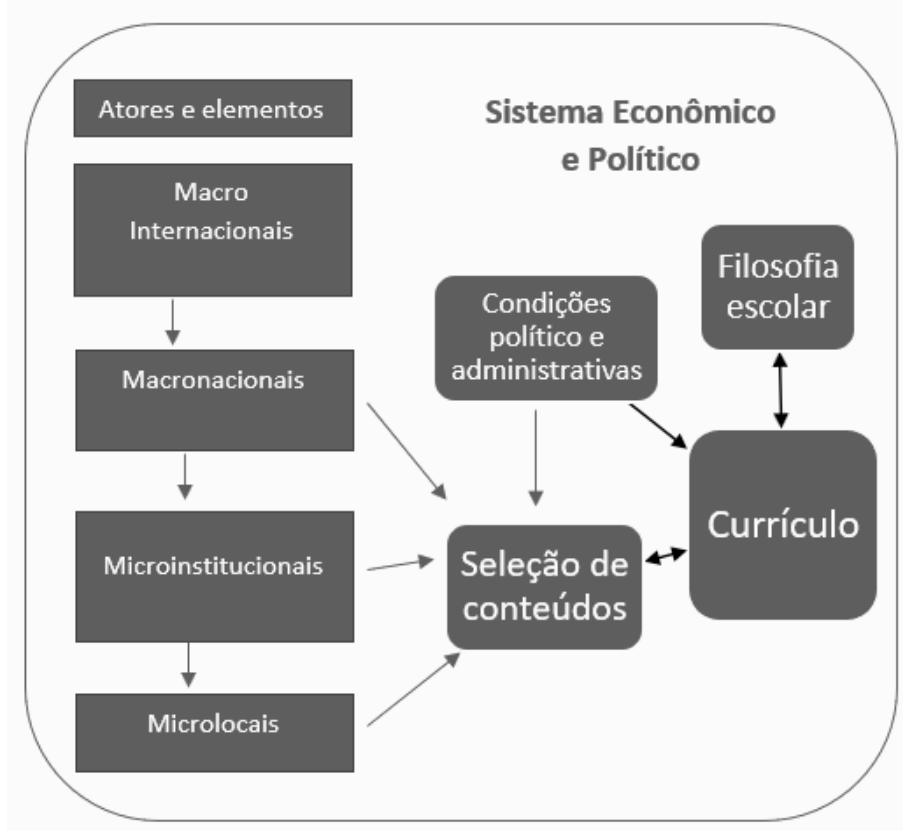 Atores e elementos
Sistema Econômico
e Político
Macro
Internacionais
Filosofia
escolar
Condições
político e
administrativas
Macronacionais
Currículo
Microinstitucionais
Seleção de
conteúdos
Microlocais